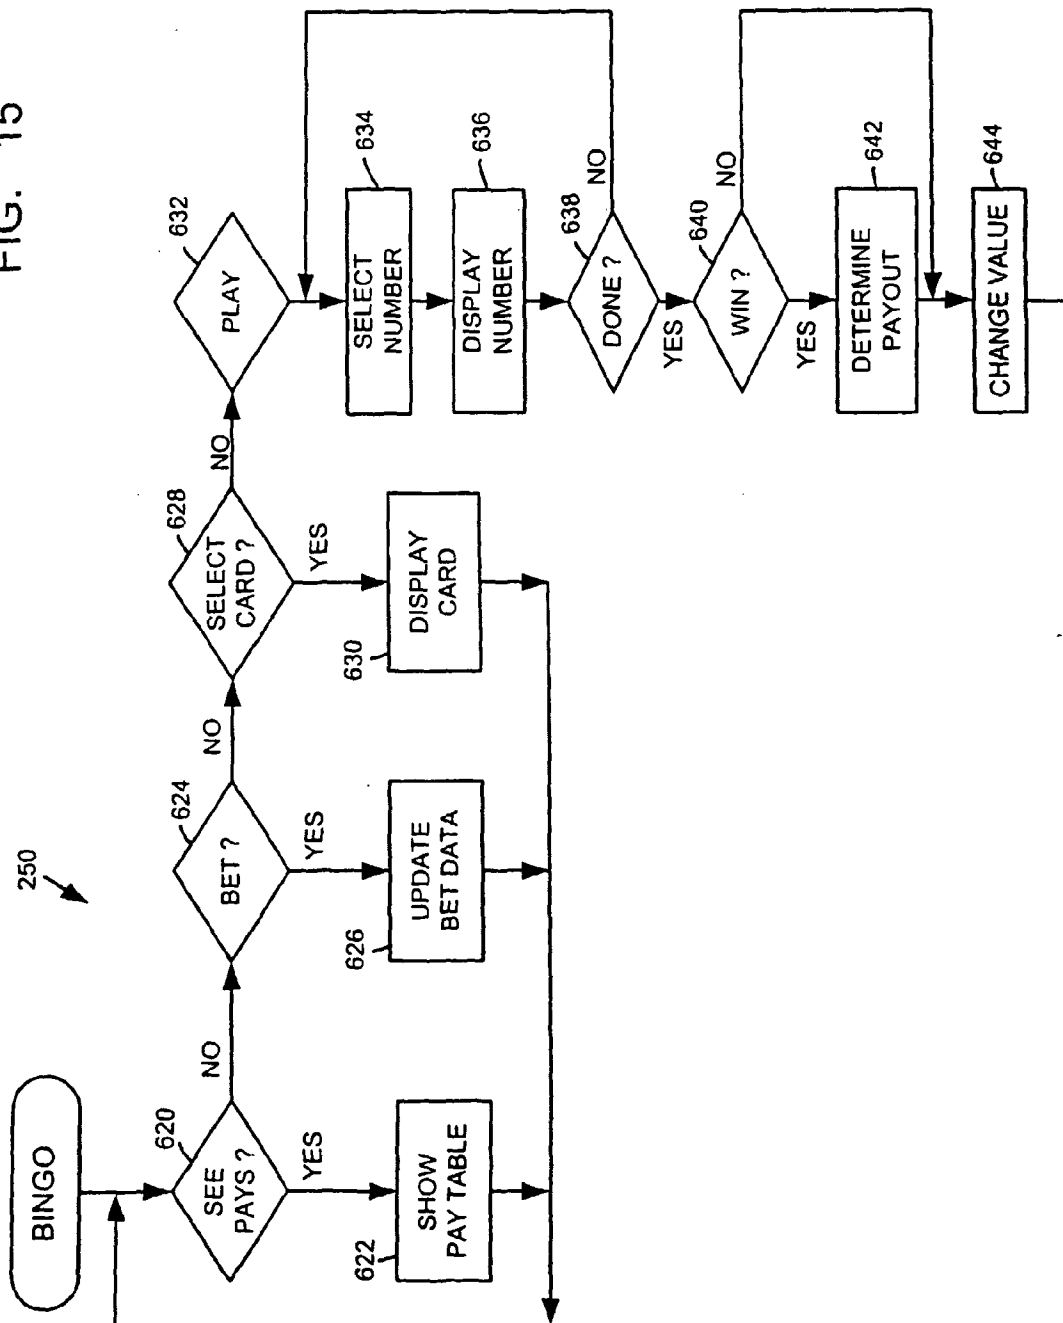 FIG. 15
250
BINGO
620
SEE
PAYS ?
NO
YES
622
SHOW
PAY TABLE
624
BET ?
NO
YES
626
UPDATE
BET DATA
628
SELECT
CARD ?
NO
YES
630
DISPLAY
CARD
632
PLAY
634
SELECT
NUMBER
636
DISPLAY
NUMBER
638
DONE ?
NO
YES
640
WIN ?
NO
YES
642
DETERMINE
PAYOUT
644
CHANGE VALUE